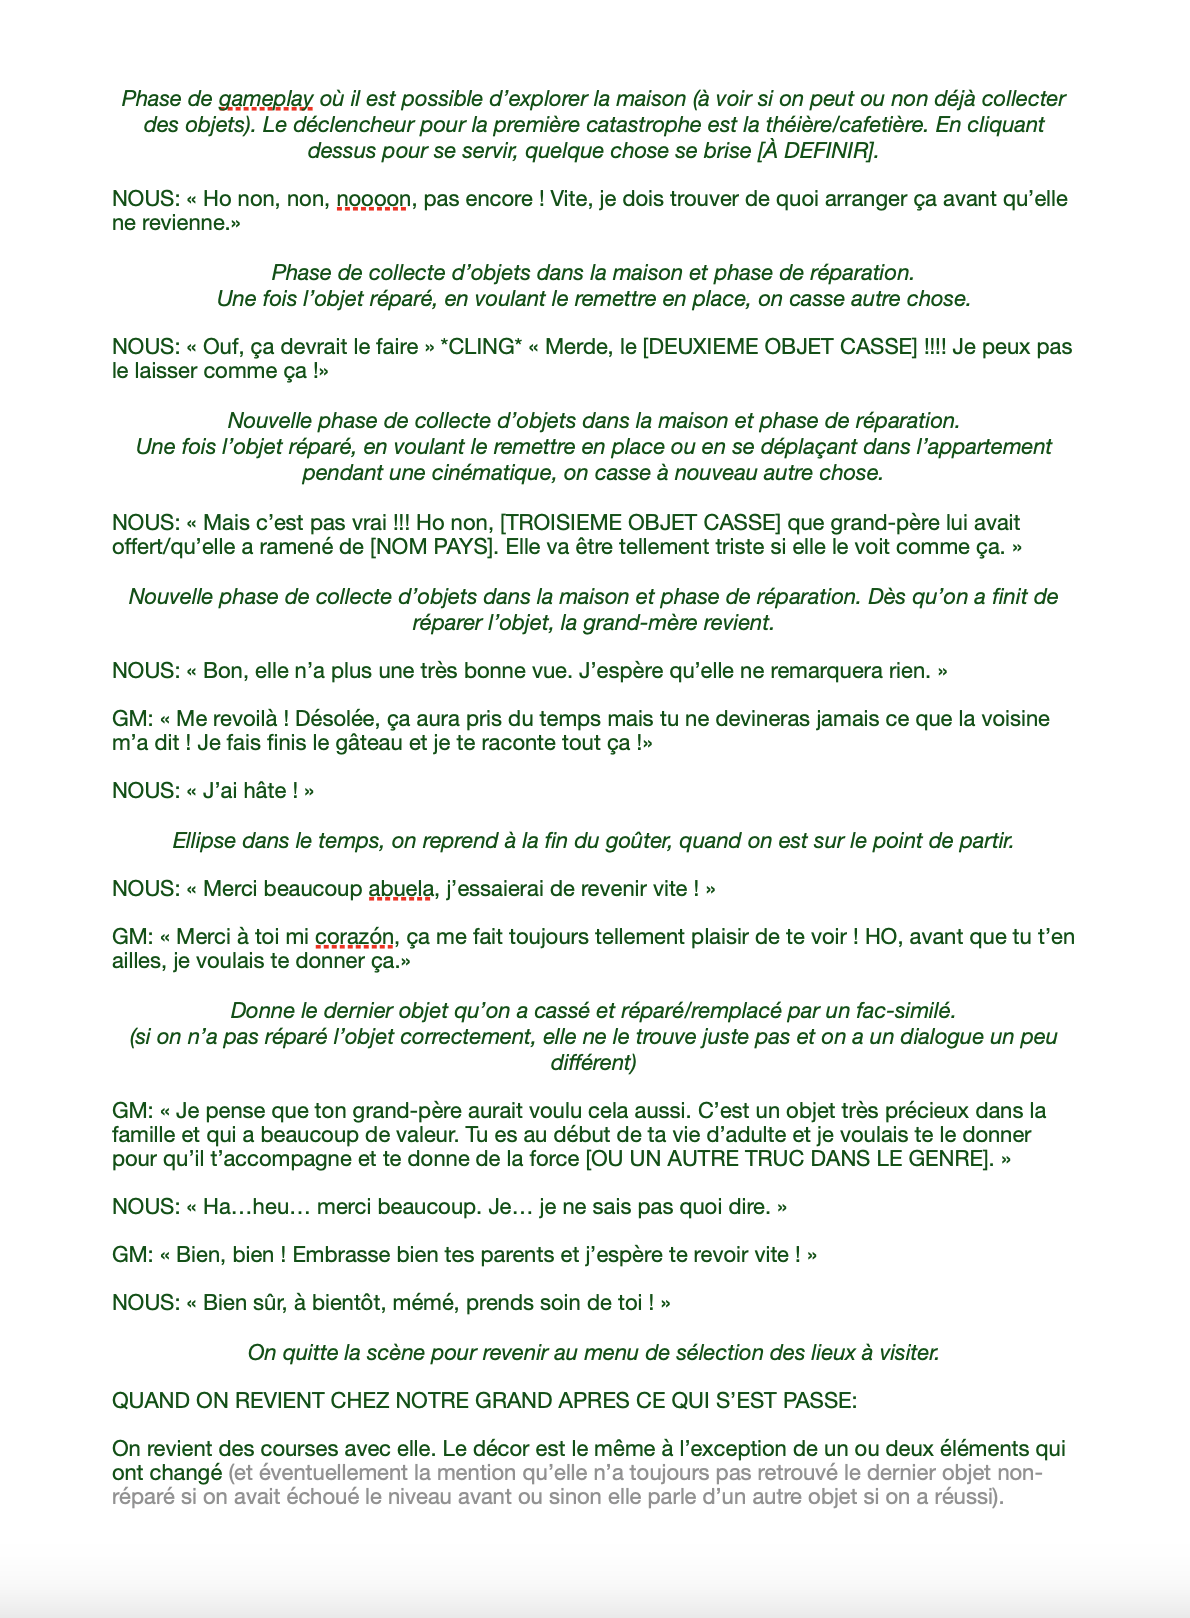 Phase de gameplay où il est possible d’explorer la maison (à voir si on peut ou non déjà collecter
des objets). Le déclencheur pour la première catastrophe est la théière/cafetière. En cliquant
dessus pour se servir, quelque chose se brise [À DEFINIR].
NOUS: « Ho non, non, noooon, pas encore ! Vite, je dois trouver de quoi arranger ça avant qu’elle
ne revienne.»
Phase de collecte d’objets dans la maison et phase de réparation.
Une fois l’objet réparé, en voulant le remettre en place, on casse autre chose.
NOUS: « Ouf, ça devrait le faire » *CLING* « Merde, le [DEUXIEME OBJET CASSE] !!!! Je peux pas
le laisser comme ça !»
Nouvelle phase de collecte d’objets dans la maison et phase de réparation.
Une fois l’objet réparé, en voulant le remettre en place ou en se déplaçant dans l’appartement
pendant une cinématique, on casse à nouveau autre chose.
NOUS: « Mais c’est pas vrai !!! Ho non, [TROISIEME OBJET CASSE] que grand-père lui avait
offert/qu’elle a ramené de [NOM PAYS]. Elle va être tellement triste si elle le voit comme ça. »
Nouvelle phase de collecte d’objets dans la maison et phase de réparation. Dès qu’on a finit de
réparer l’objet, la grand-mère revient.
NOUS: « Bon, elle n’a plus une très bonne vue. J’espère qu’elle ne remarquera rien. »
GM: « Me revoilà ! Désolée, ça aura pris du temps mais tu ne devineras jamais ce que la voisine
m’a dit ! Je fais finis le gâteau et je te raconte tout ça !»
NOUS: « J’ai hâte ! »
Ellipse dans le temps, on reprend à la fin du goûter, quand on est sur le point de partir.
NOUS: « Merci beaucoup abuela, j’essaierai de revenir vite ! »
GM: « Merci à toi mi corazón, ça me fait toujours tellement plaisir de te voir ! HO, avant que tu t’en
ailles, je voulais te donner ça.»
Donne le dernier objet qu’on a cassé et réparé/remplacé par un fac-similé.
(si on n’a pas réparé l’objet correctement, elle ne le trouve juste pas et on a un dialogue un peu
différent)
GM: « Je pense que ton grand-père aurait voulu cela aussi. C’est un objet très précieux dans la
famille et qui a beaucoup de valeur. Tu es au début de ta vie d’adulte et je voulais te le donner
pour qu’il t’accompagne et te donne de la force [OU UN AUTRE TRUC DANS LE GENRE]. »
NOUS: « Ha…heu… merci beaucoup. Je… je ne sais pas quoi dire. »
GM: « Bien, bien ! Embrasse bien tes parents et j’espère te revoir vite ! »
NOUS: « Bien sûr, à bientôt, mémé, prends soin de toi ! »
On quitte la scène pour revenir au menu de sélection des lieux à visiter.
QUAND ON REVIENT CHEZ NOTRE GRAND APRES CE QUI S’EST PASSE:
On revient des courses avec elle. Le décor est le même à l’exception de un ou deux éléments qui
ont changé (et éventuellement la mention qu’elle n’a toujours pas retrouvé le dernier objet non-
réparé si on avait échoué le niveau avant ou sinon elle parle d’un autre objet si on a réussi).